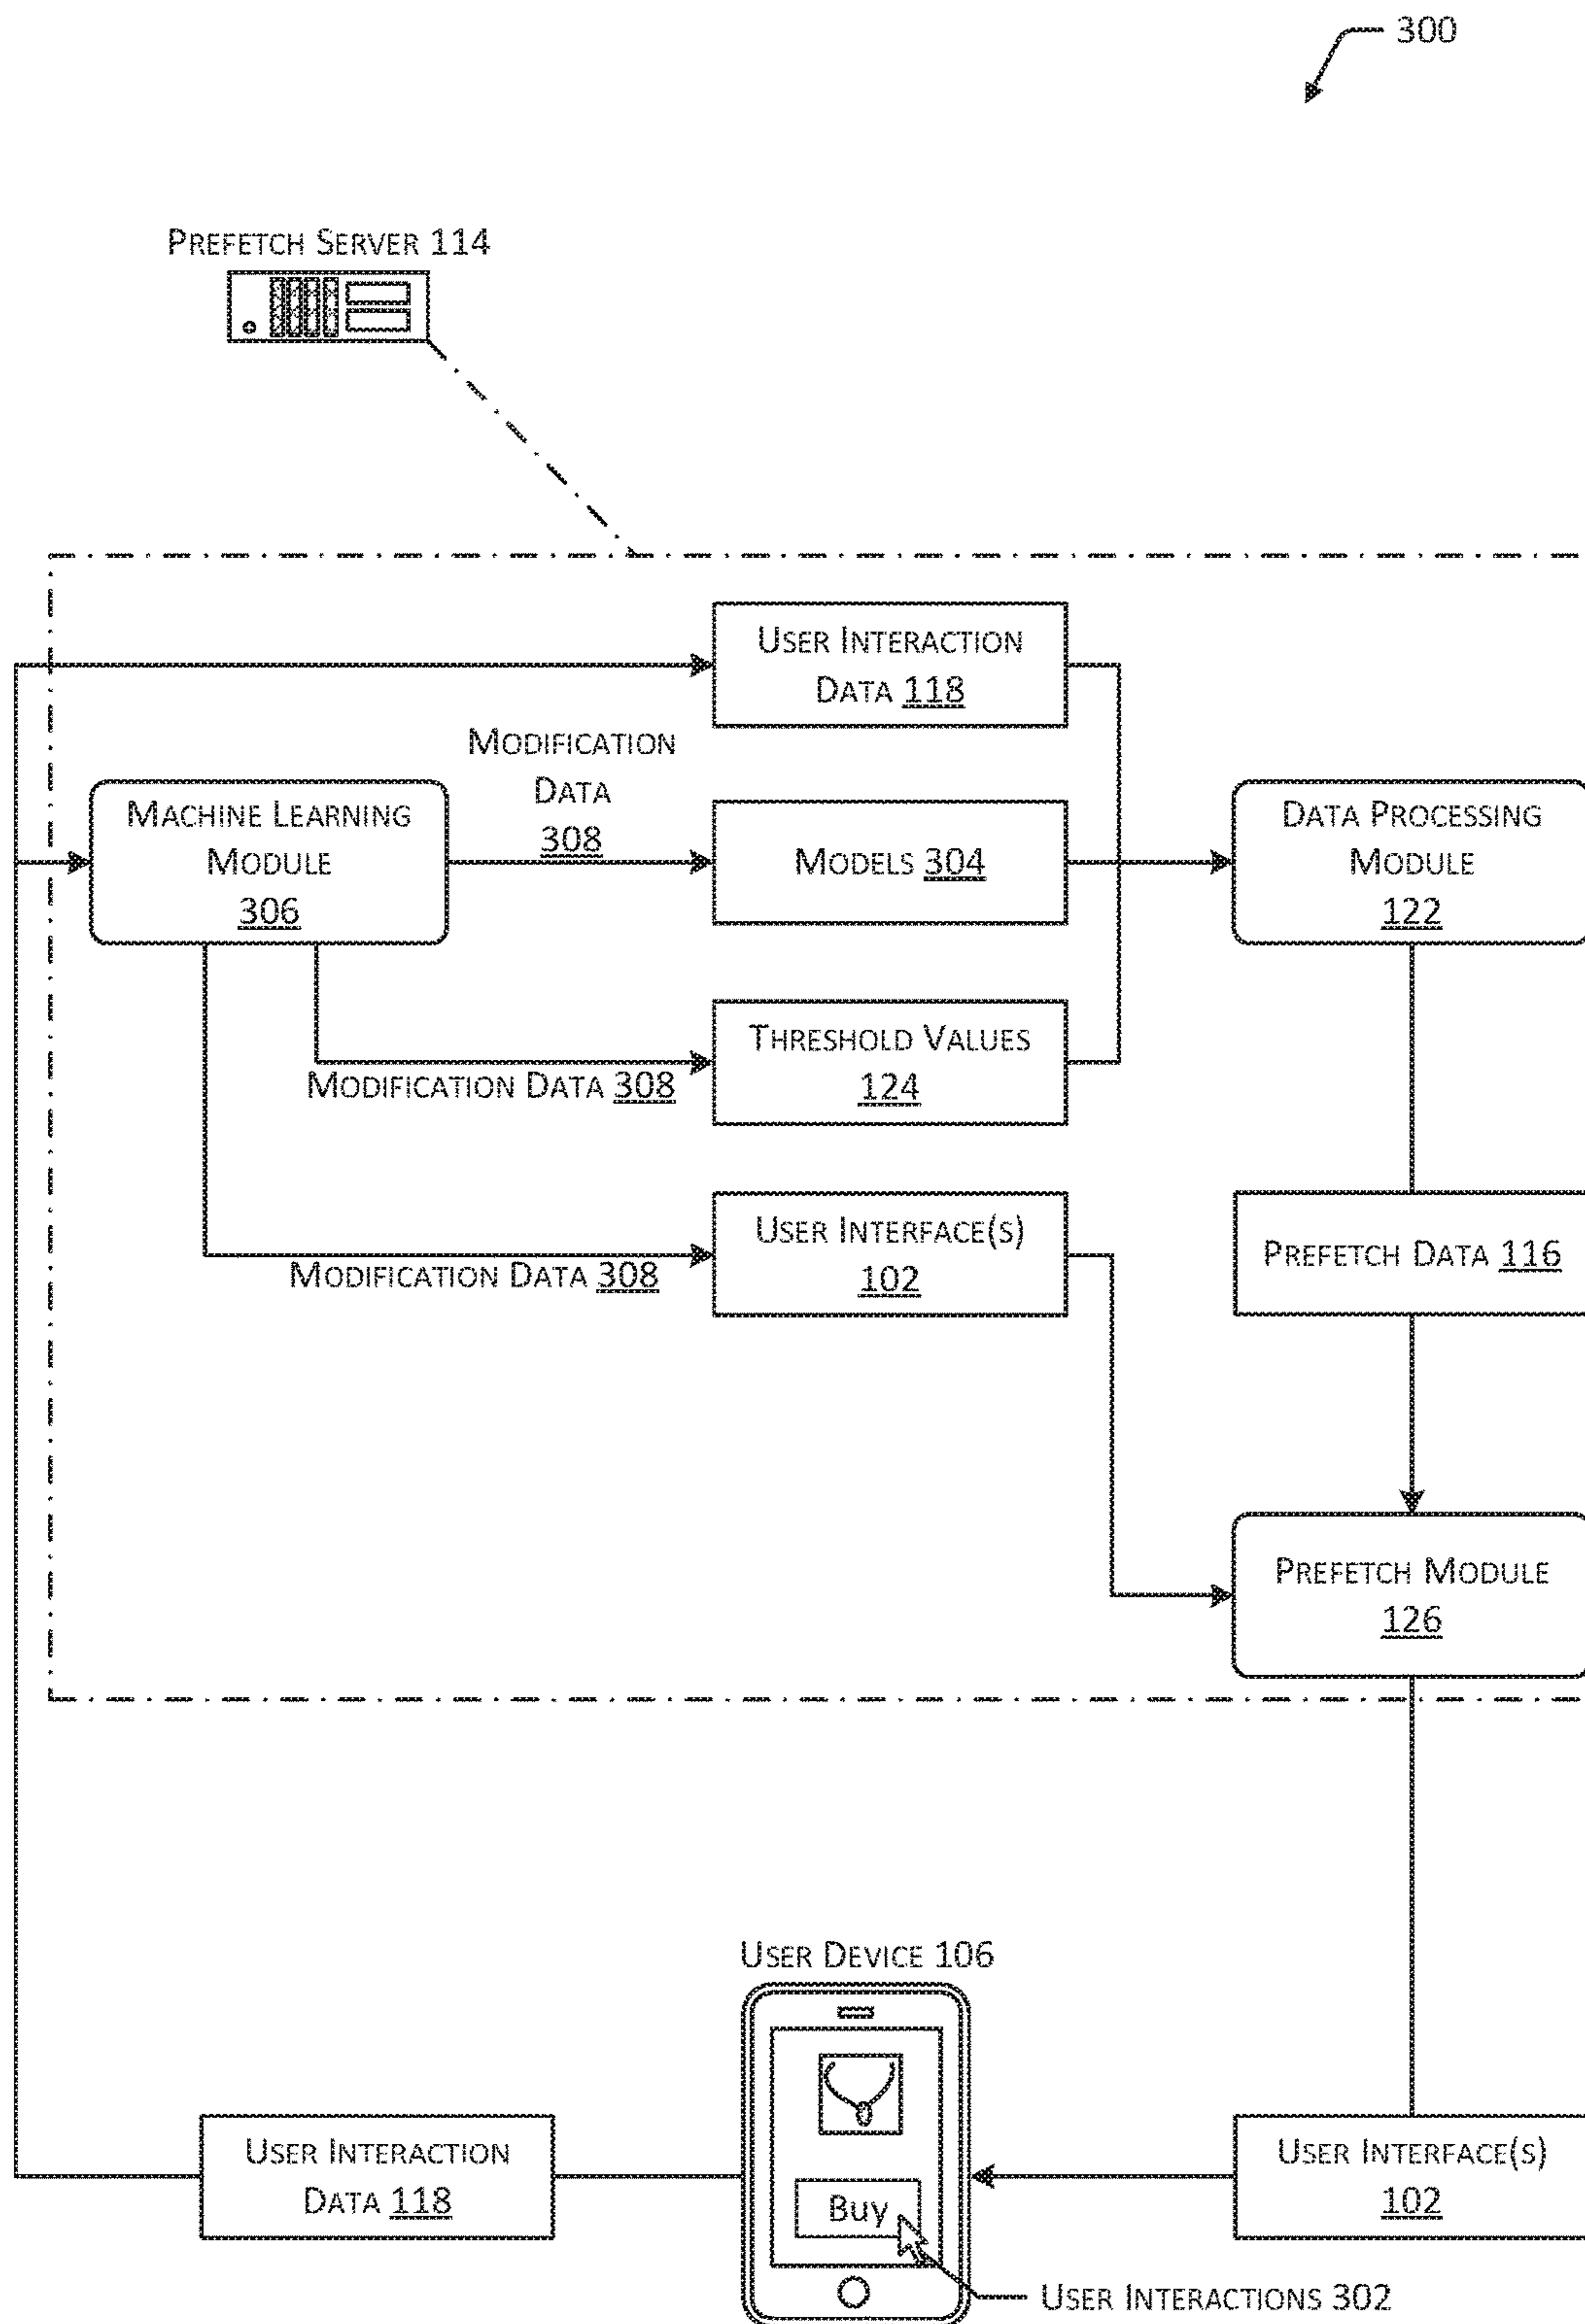 300
PREFETCH SERVER 114
USER INTERACTION
DATA 118
MODIFICATION
DATA
308
MACHINE LEARNING
MODULE
306
MODELS 304
DATA PROCESSING
MODULE
122
THRESHOLD VALUES
124
MODIFICATION DATA 308
USER INTERFACE(S)
102
MODIFICATION DATA 308
PREFETCH DATA 116
PREFETCH MODULE
126
USER DEVICE 106
USER INTERACTION
DATA 118
Buy
USER INTERFACE(S)
102
USER INTERACTIONS 302